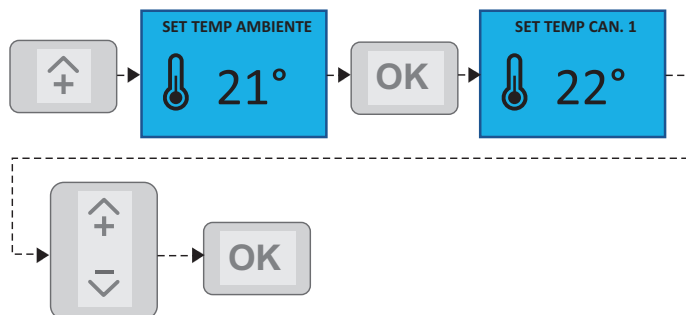 SET TEMP AMBIENTE
21°
+
OK
SET TEMP CAN. 1
22°
+
−
OK